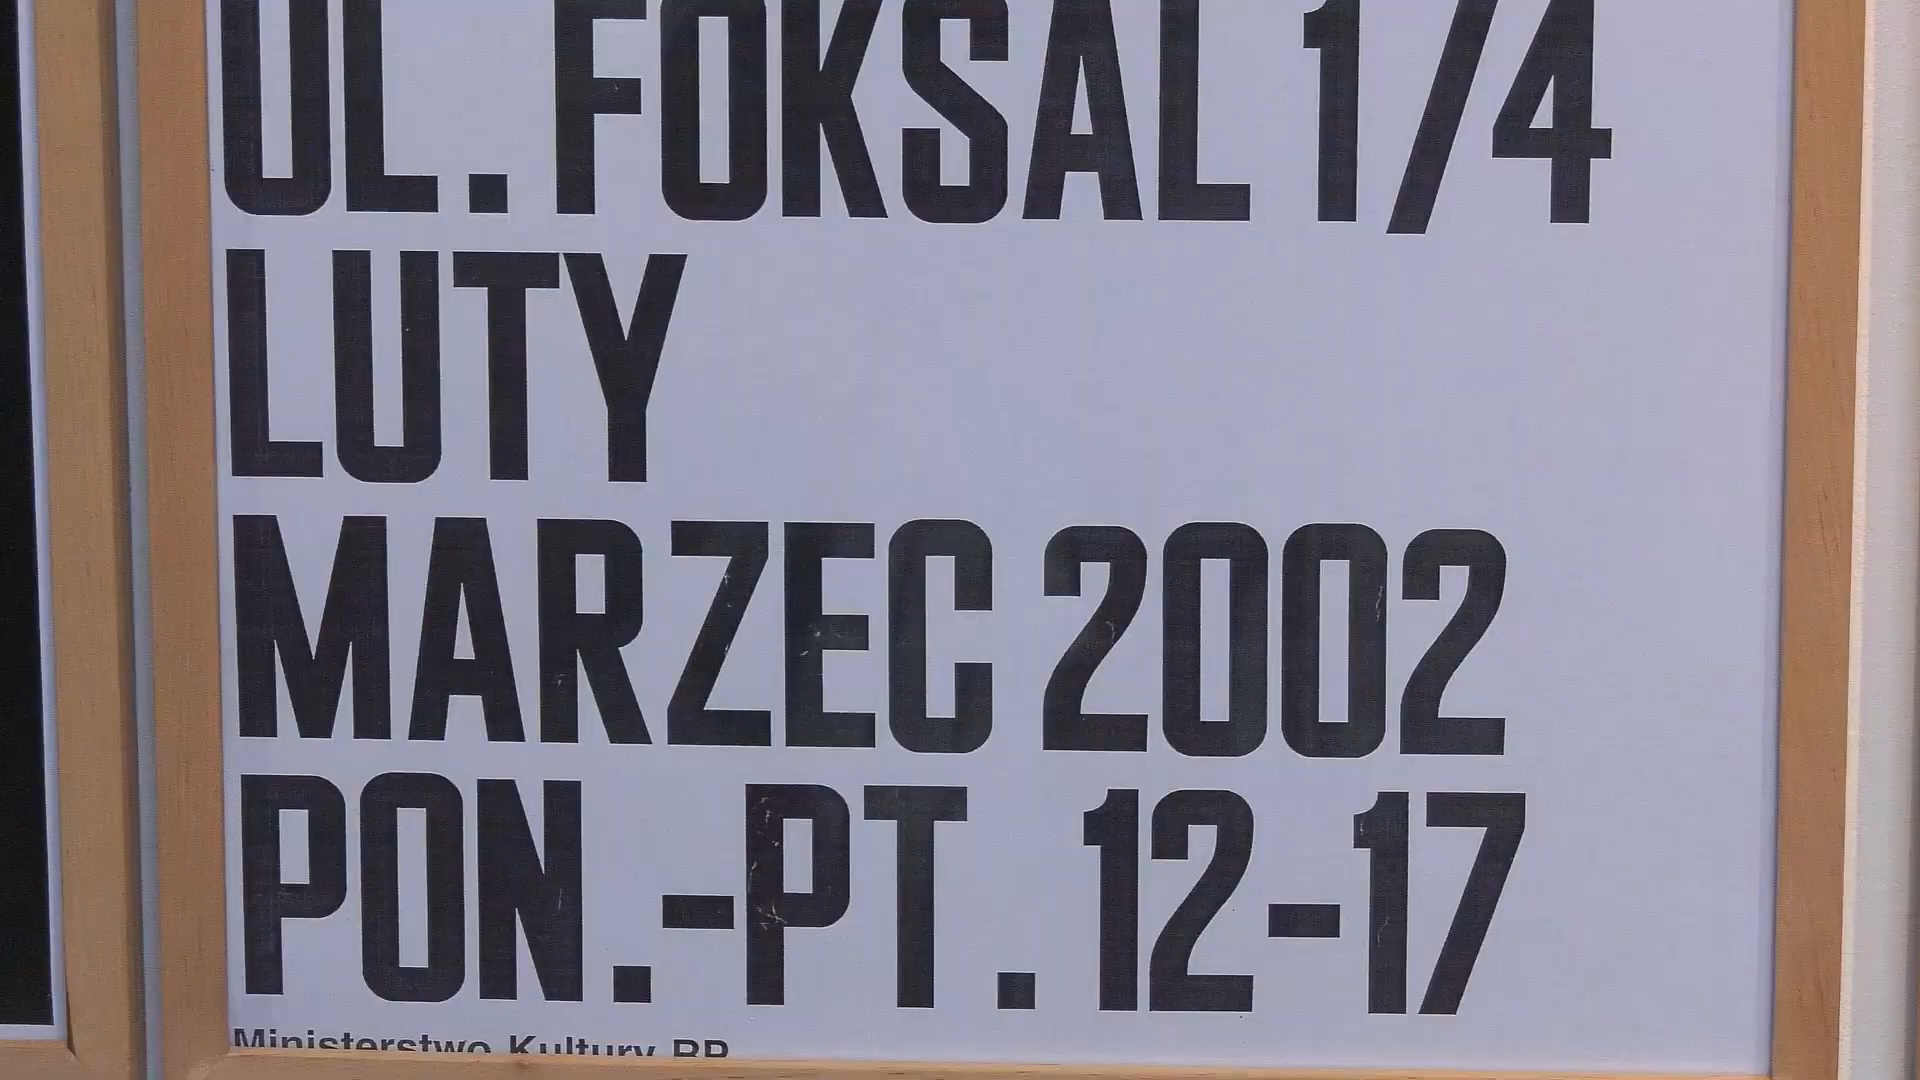 UL. FOKSAL 1/4
LUTY
MARZEC 2002
PON.-PT. 12-17
Ministerstwo Kultury RP